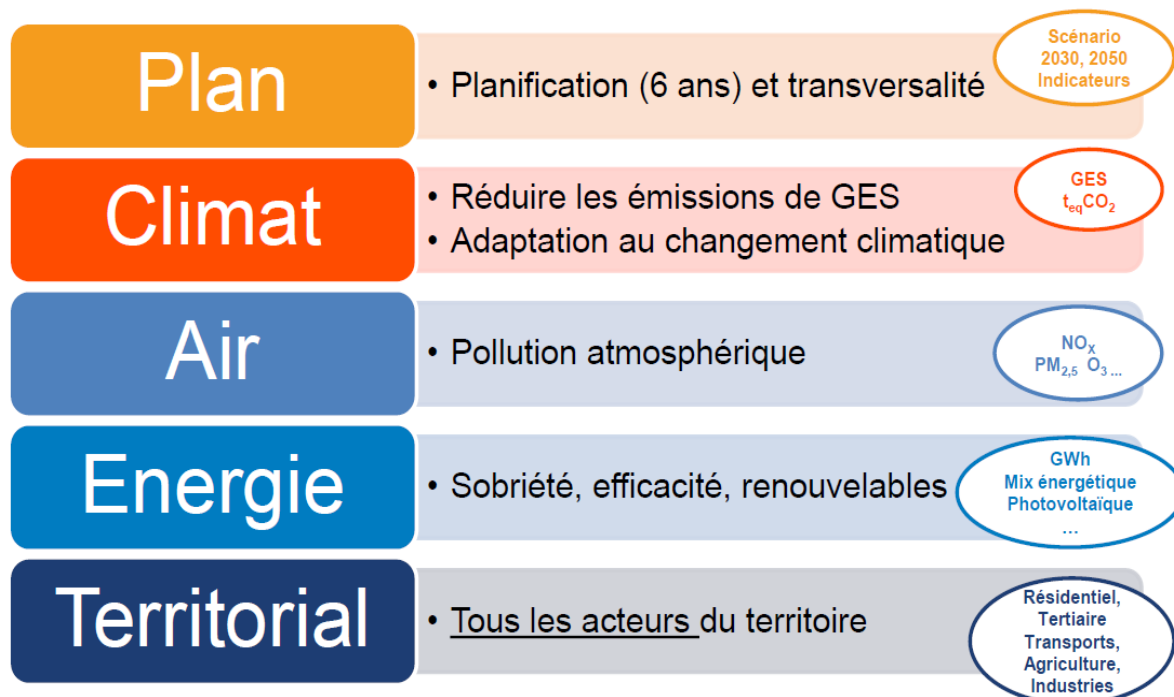 Plan
• Planification (6 ans) et transversalité
Scénario
2030, 2050
Indicateurs
Climat
• Réduire les émissions de GES
• Adaptation au changement climatique
GES
teqCO2
Air
• Pollution atmosphérique
NOX
PM2,5 O3 ...
Energie
• Sobriété, efficacité, renouvelables
GWh
Mix énergétique
Photovoltaïque
...
Territorial
• Tous les acteurs du territoire
Résidentiel,
Tertiaire
Transports,
Agriculture,
Industries